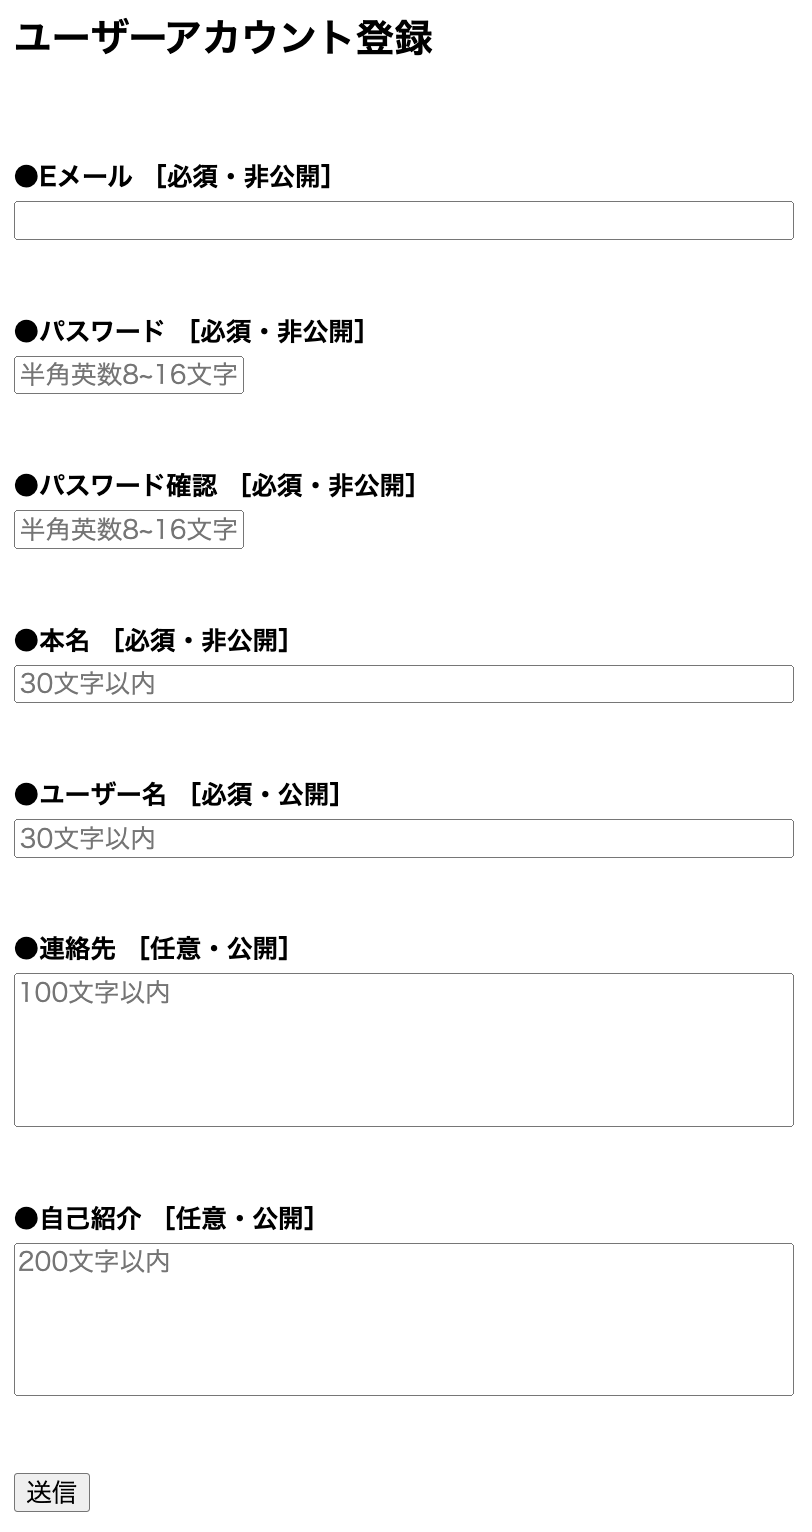 ユーザーアカウント登録
●Eメール ［必須・非公開］
●パスワード ［必須・非公開］
半角英数8~16文字
●パスワード確認 ［必須・非公開］
半角英数8~16文字
●本名 ［必須・非公開］
30文字以内
●ユーザー名 ［必須・公開］
30文字以内
●連絡先 ［任意・公開］
100文字以内
●自己紹介 ［任意・公開］
200文字以内
送信